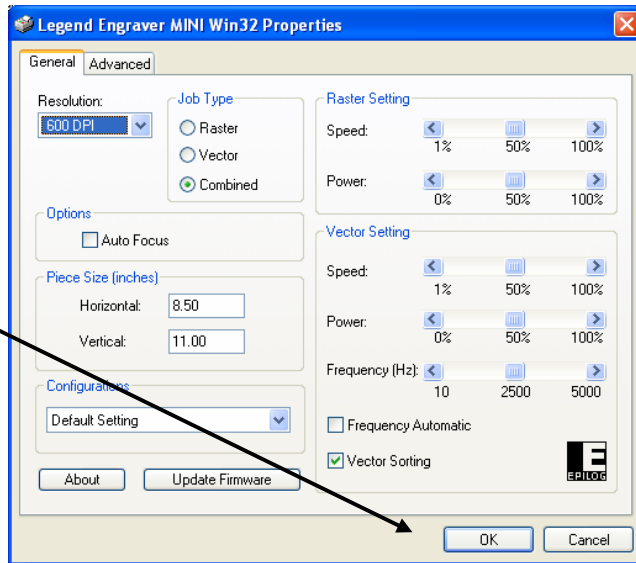 Legend Engraver MINI Win32 Properties
General Advanced
Resolution:
600 DPI
Job Type
Raster
Vector
Combined
Options
Auto Focus
Piece Size (inches)
Horizontal: 8.50
Vertical: 11.00
Configurations
Default Setting
About Update Firmware
Raster Setting
Speed:
1% 50% 100%
Power:
0% 50% 100%
Vector Setting
Speed:
1% 50% 100%
Power:
0% 50% 100%
Frequency (Hz):
10 2500 5000
Frequency Automatic
Vector Sorting
EPILOG
OK Cancel